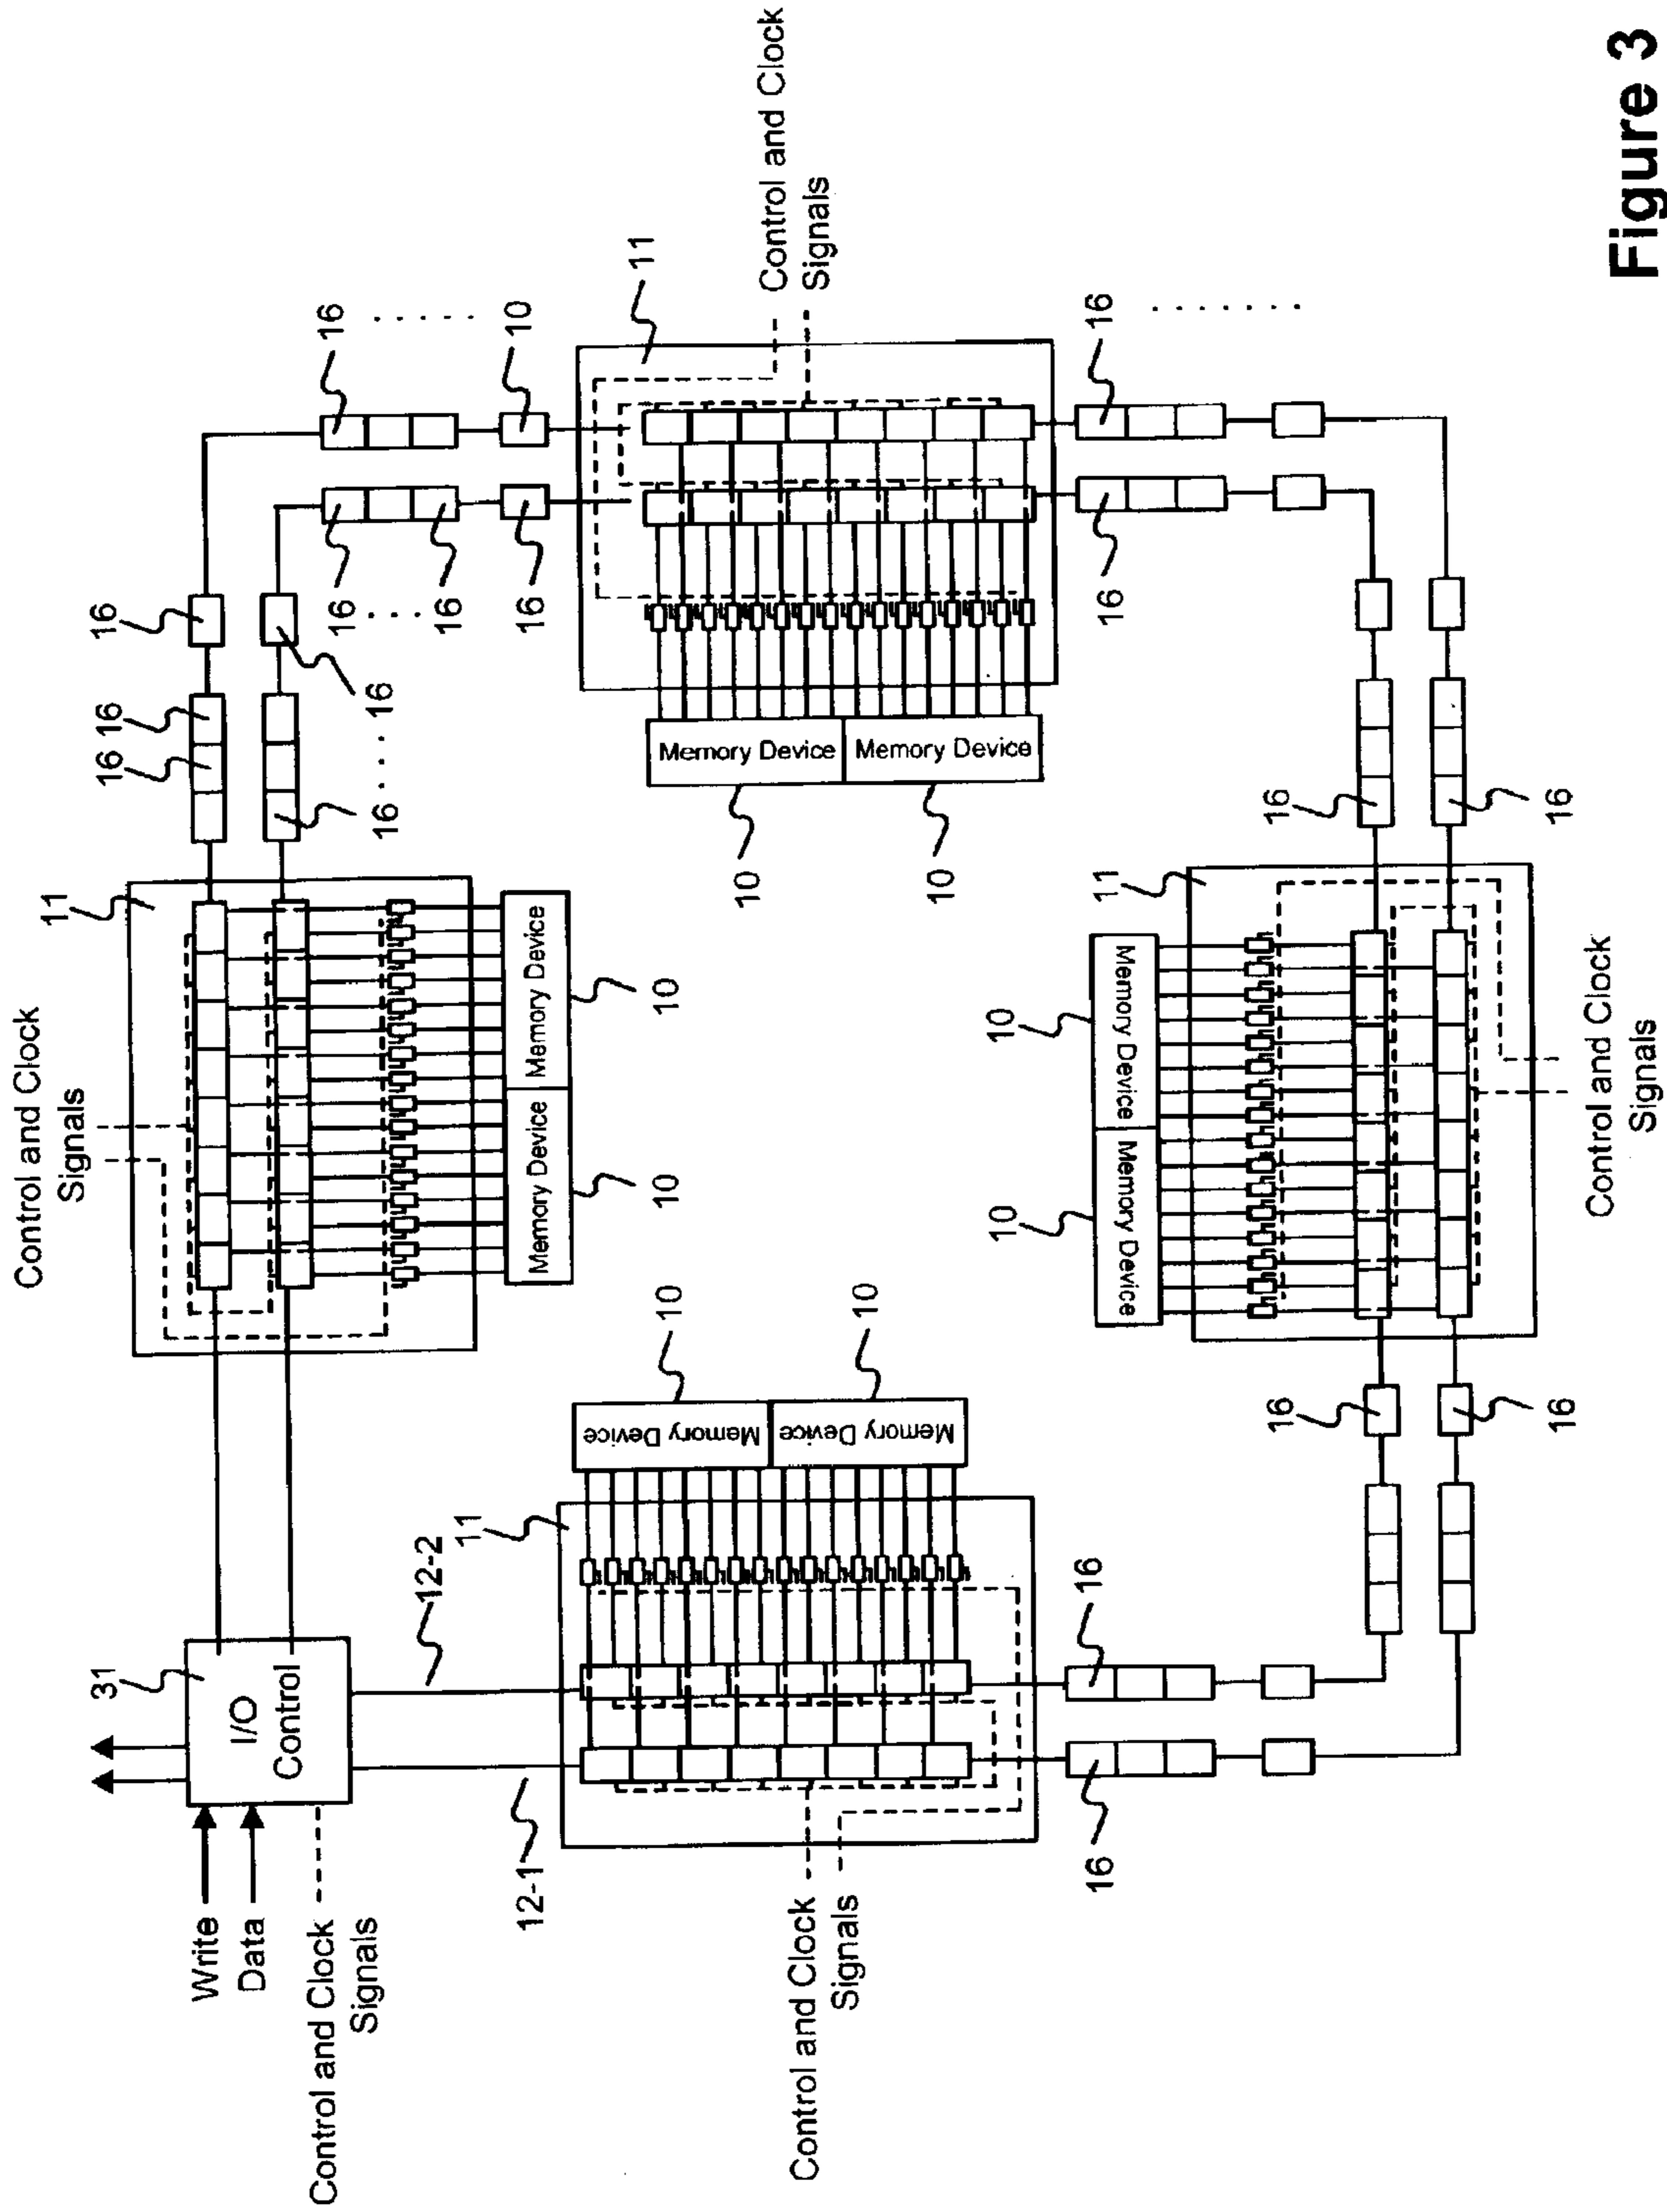 Control and Clock
Signals
11
31
16
16
16
Write
Data
I/O
Control
Control and Clock
Signals
16 . . . . 16
16 . . . 16
16
16 . . . . . 10
12-2
12-1
11
Memory Device
Memory Device
10
10
Memory Device
Memory Device
10
10
11
Memory Device
Memory Device
10
10
Control and Clock
Signals
Control and Clock
Signals
16
16
16 . . . . . . .
16
10
10
Memory Device
Memory Device
11
16
16
16
16
Control and Clock
Signals
Figure 3